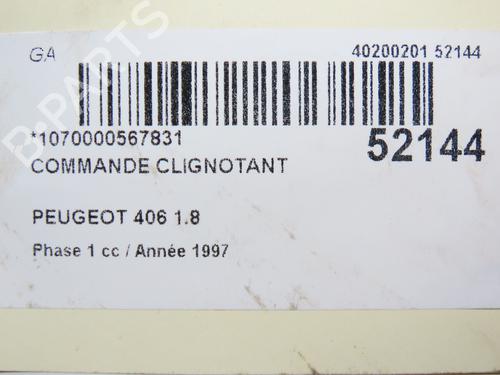 GA 40200201 52144
*1070000567831 52144
COMMANDE CLIGNOTANT
PEUGEOT 406 1.8
Phase 1 cc / Année 1997
B-PARTS